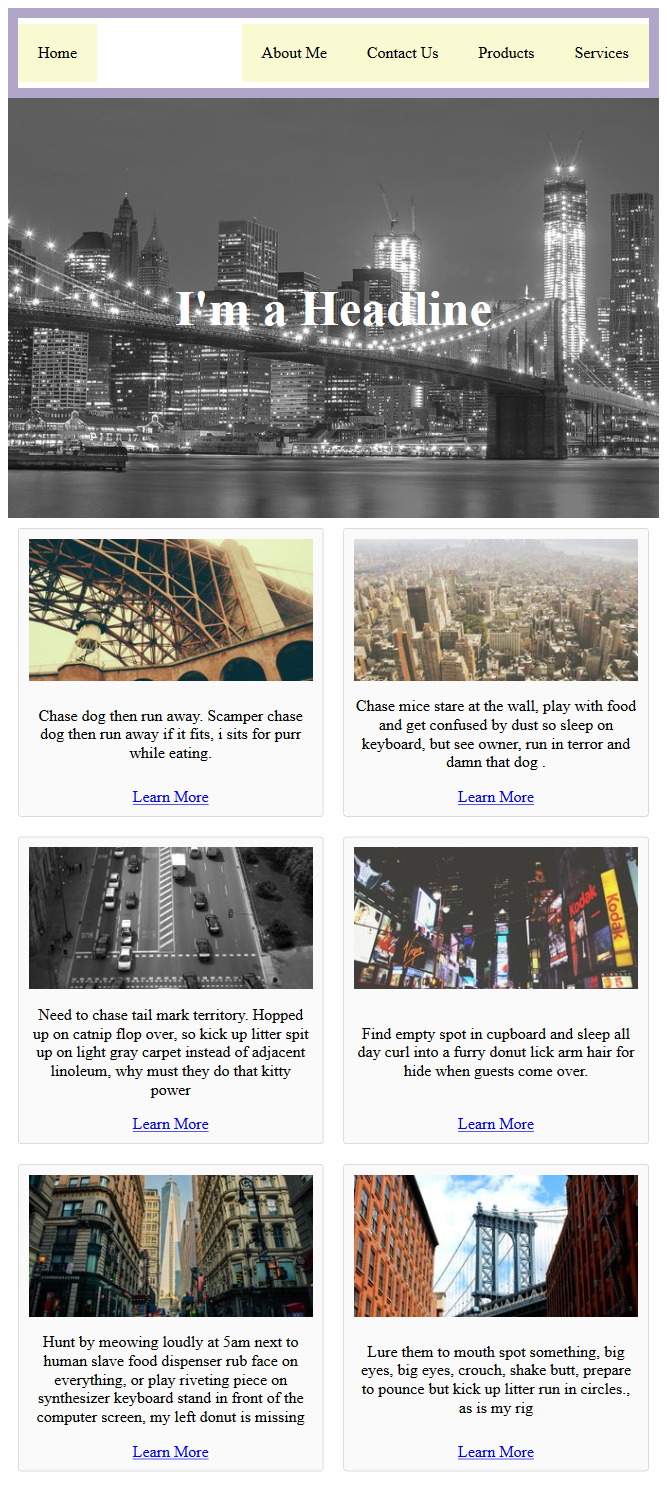 Home About Me Contact Us Products Services
I'm a Headline
PIER 17
Chase dog then run away. Scamper chase
dog then run away if it fits, i sits for purr
while eating.
Learn More
Chase mice stare at the wall, play with food
and get confused by dust so sleep on
keyboard, but see owner, run in terror and
damn that dog .
Learn More
Need to chase tail mark territory. Hopped
up on catnip flop over, so kick up litter spit
up on light gray carpet instead of adjacent
linoleum, why must they do that kitty
power
Learn More
Virgin
Kodak
Kodak
Find empty spot in cupboard and sleep all
day curl into a furry donut lick arm hair for
hide when guests come over.
Learn More
Hunt by meowing loudly at 5am next to
human slave food dispenser rub face on
everything, or play riveting piece on
synthesizer keyboard stand in front of the
computer screen, my left donut is missing
Learn More
Lure them to mouth spot something, big
eyes, big eyes, crouch, shake butt, prepare
to pounce but kick up litter run in circles.,
as is my rig
Learn More